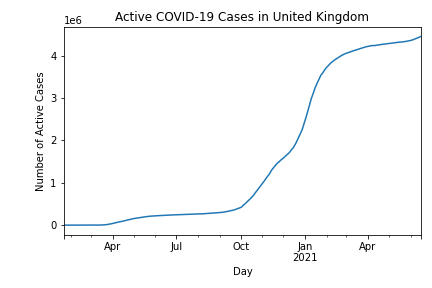 Active COVID-19 Cases in United Kingdom
1e6
Number of Active Cases
4
3
2
1
0
Apr Jul Oct Jan Apr
2021
Day